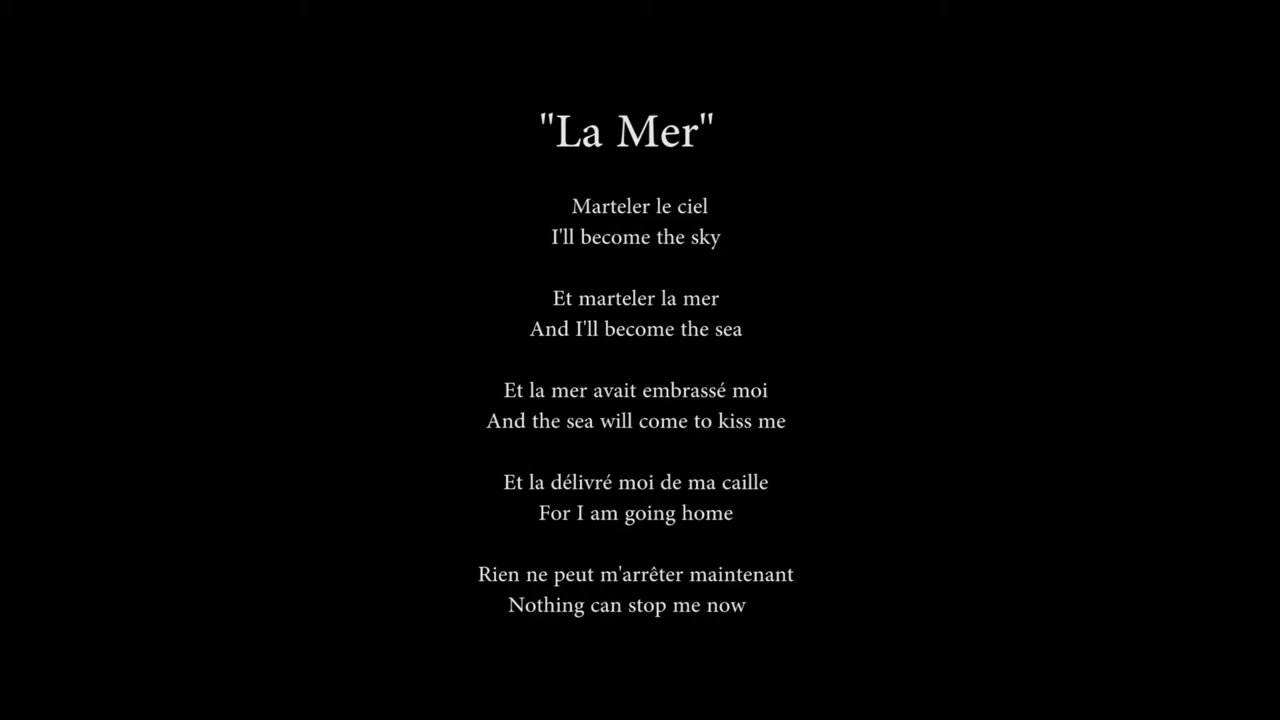 "La Mer"
Marteler le ciel
I'll become the sky
Et marteler la mer
And I'll become the sea
Et la mer avait embrassé moi
And the sea will come to kiss me
Et la délivré moi de ma caille
For I am going home
Rien ne peut m'arrêter maintenant
Nothing can stop me now